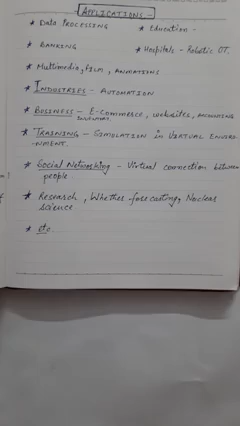 APPLICATIONS -
* DATA PROCESSING * Education -
* BANKING * Hospitals - Robotic OT.
* Multimedia, FILM, ANIMATIONS
* INDUSTRIES - AUTOMATION
* BUSINESS - E-COMMERCE, websites,
* TRAINING - SIMULATION in VIRTUAL ENVIRO-
-NMENT.
* Social Networking - Virtual connection between
people.
* Research, Whether-forecasting, Nuclear
science
* etc.